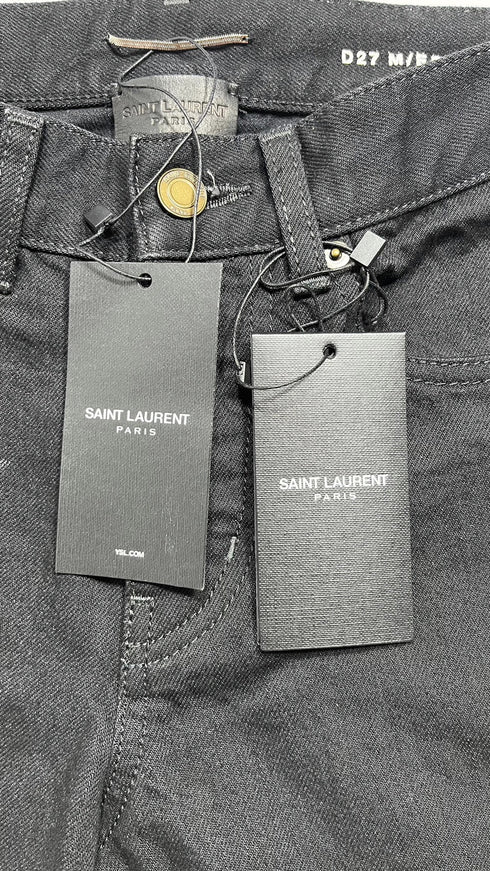 D27 M/
SAINT LAURENT
PARIS
SAINT LAURENT
PARIS
YSL.COM
SAINT LAURENT
PARIS